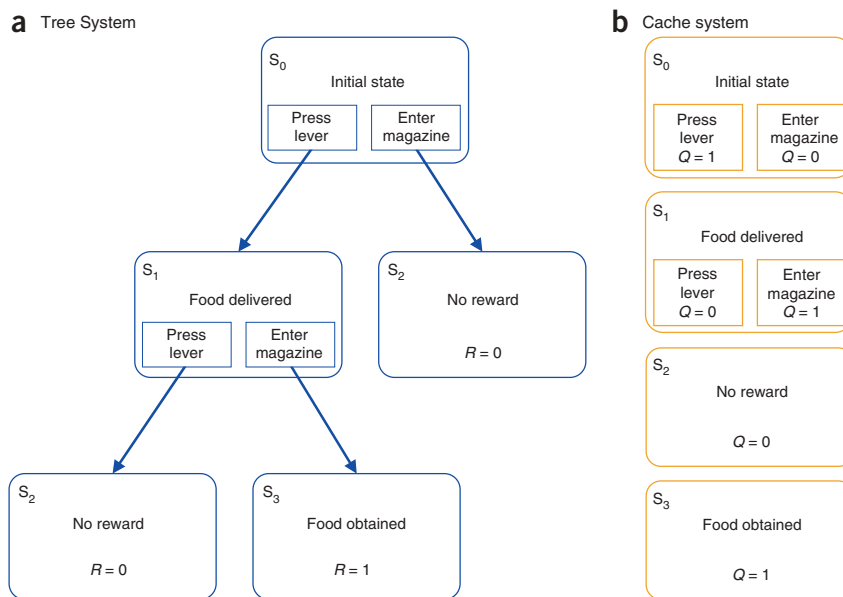 a Tree System
S0
Initial state
Press
lever
Enter
magazine
S1
Food delivered
Press
lever
Enter
magazine
S2
No reward
R = 0
S2
No reward
R = 0
S3
Food obtained
R = 1
b Cache system
S0
Initial state
Press
lever
Q = 1
Enter
magazine
Q = 0
S1
Food delivered
Press
lever
Q = 0
Enter
magazine
Q = 1
S2
No reward
Q = 0
S3
Food obtained
Q = 1